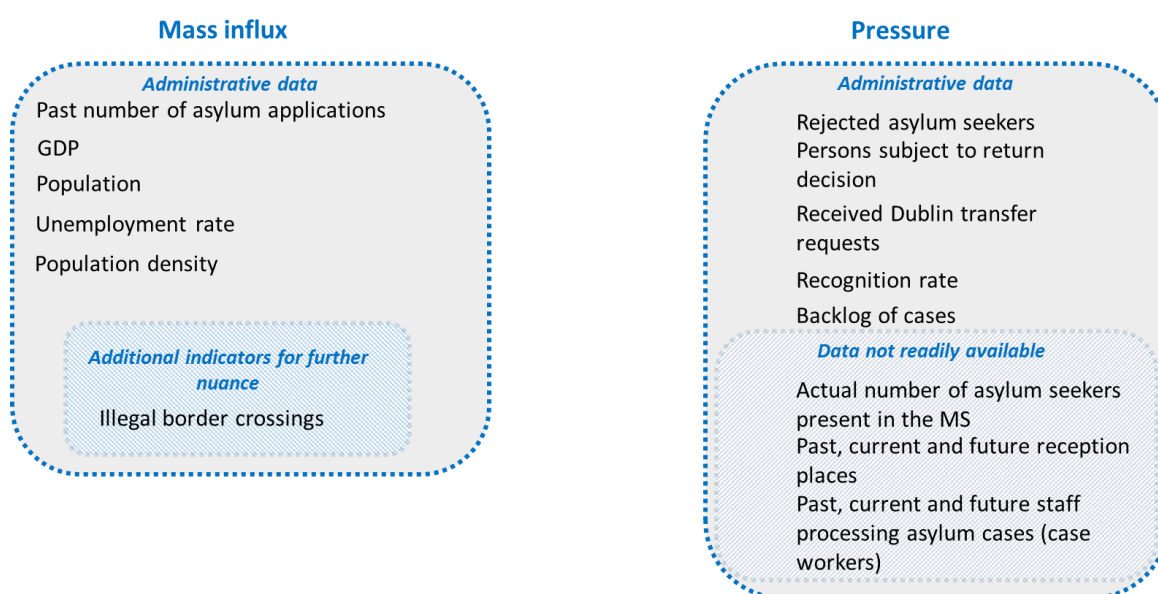 Mass influx
Administrative data
Past number of asylum applications
GDP
Population
Unemployment rate
Population density
Additional indicators for further
nuance
Illegal border crossings
Pressure
Administrative data
Rejected asylum seekers
Persons subject to return
decision
Received Dublin transfer
requests
Recognition rate
Backlog of cases
Data not readily available
Actual number of asylum seekers
present in the MS
Past, current and future reception
places
Past, current and future staff
processing asylum cases (case
workers)